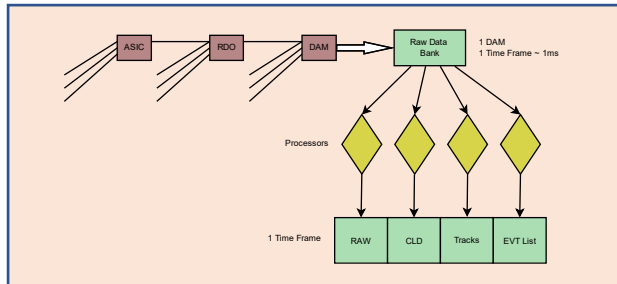 ASIC
RDO
DAM
Raw Data
Bank
1 DAM
1 Time Frame ~ 1ms
Processors
1 Time Frame
RAW
CLD
Tracks
EVT List